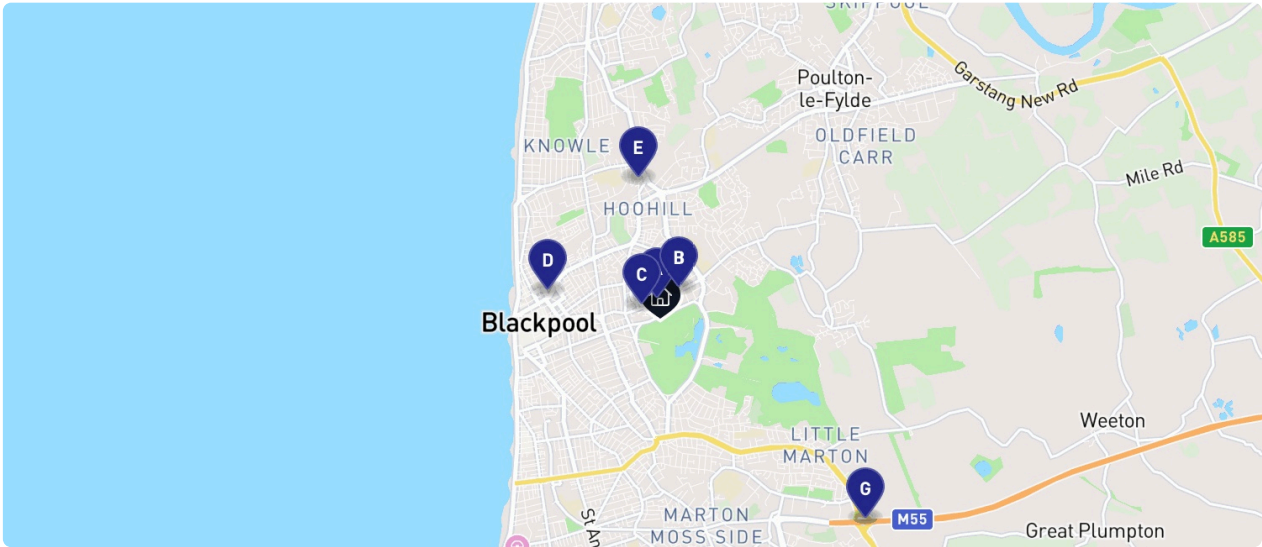 Poulton-
le-Fylde
Garstang New Rd
KNOWLE
E
OLDFIELD
CARR
Mile Rd
HOOHILL
A585
D
C
B
Blackpool
Weeton
LITTLE
MARTON
G
M55
MARTON
MOSS SIDE
Great Plumpton